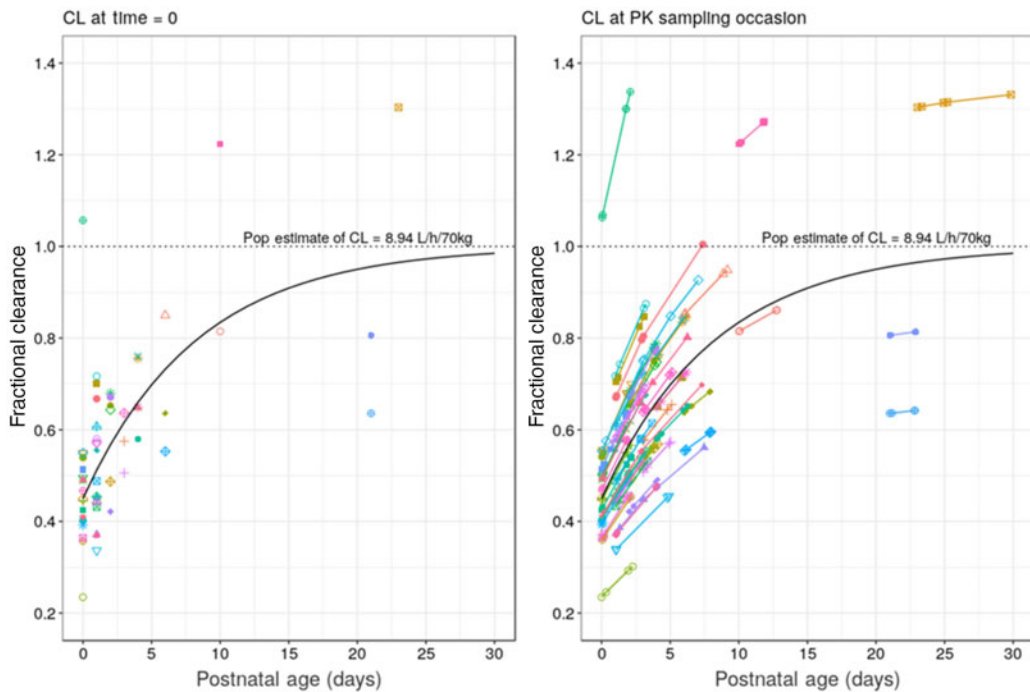 CL at time = 0
CL at PK sampling occasion
Fractional clearance
1.4
1.2
1.0
0.8
0.6
0.4
0.2
Pop estimate of CL = 8.94 L/h/70kg
0 5 10 15 20 25 30
Postnatal age (days)
Fractional clearance
1.4
1.2
1.0
0.8
0.6
0.4
0.2
Pop estimate of CL = 8.94 L/h/70kg
0 5 10 15 20 25 30
Postnatal age (days)